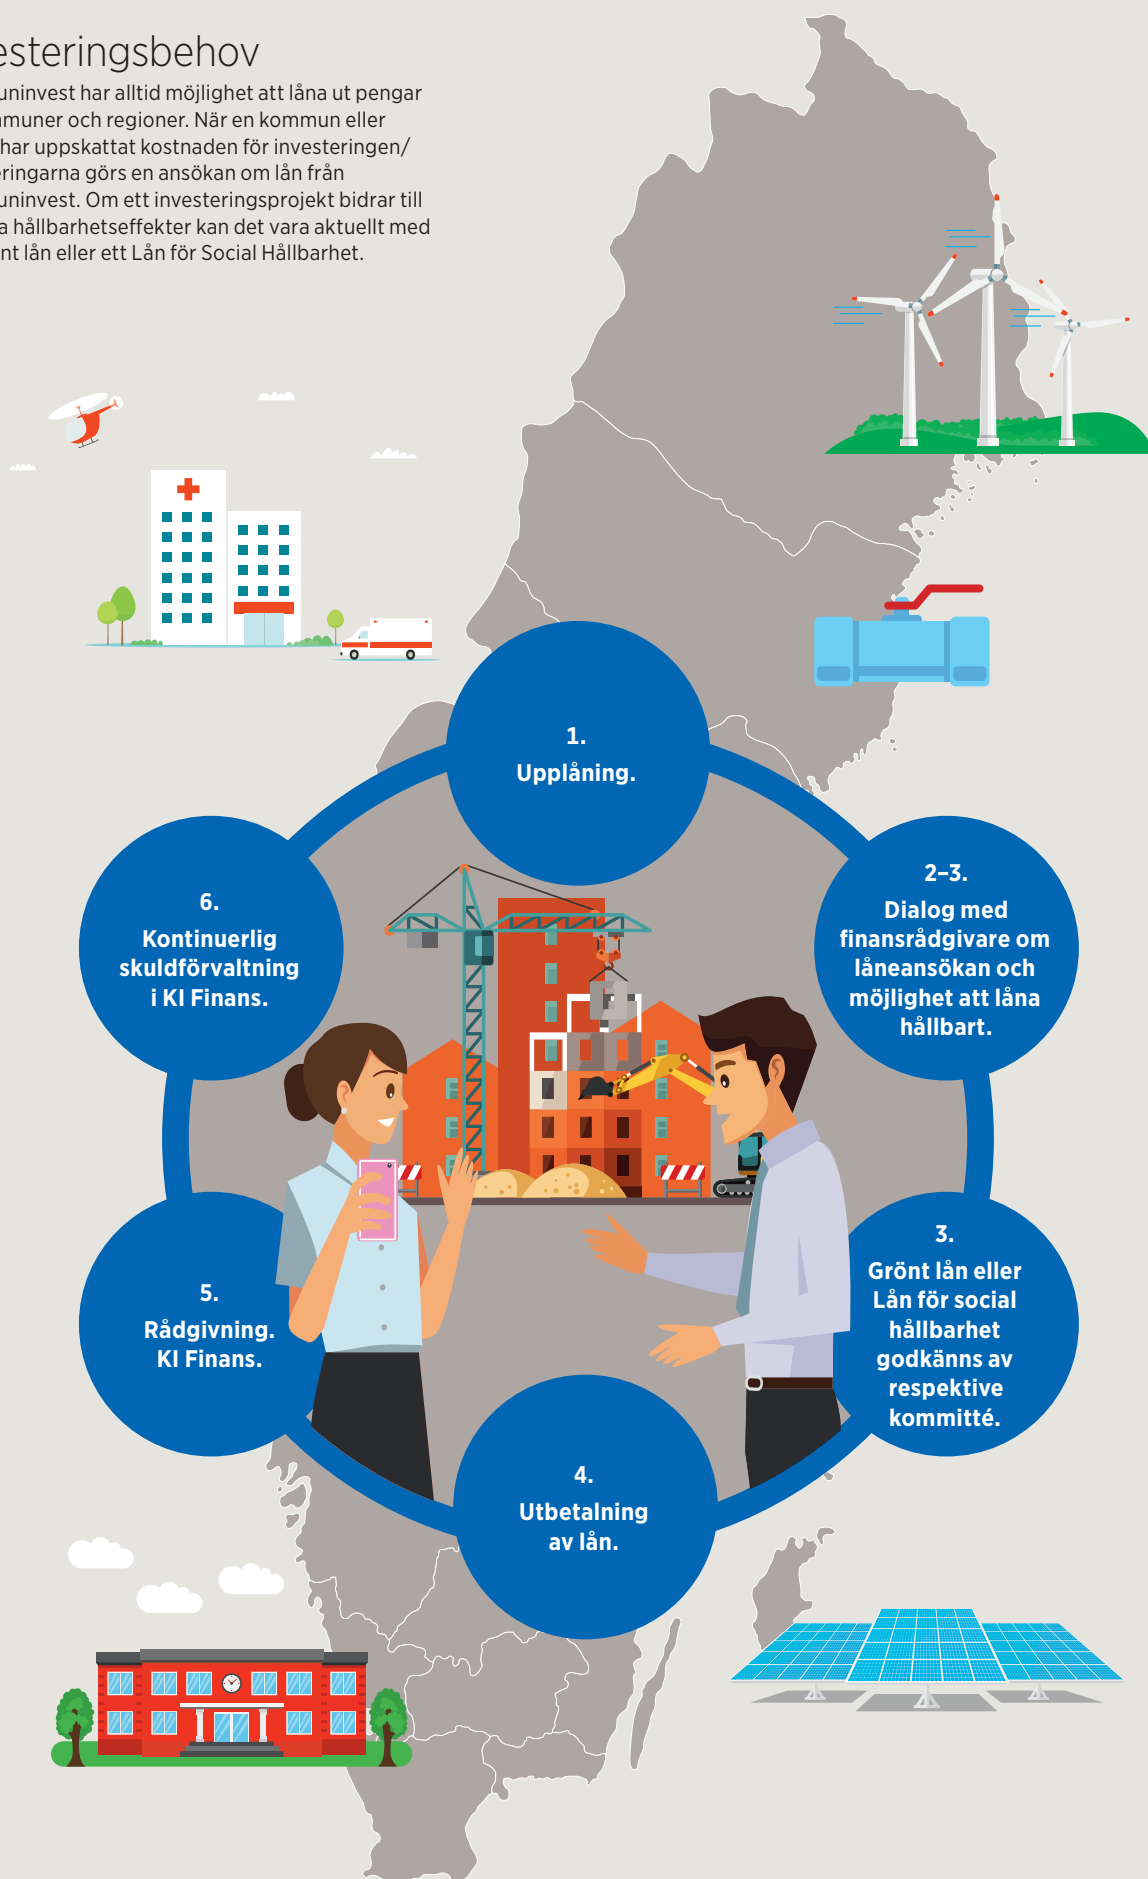 esteringsbehov
uninvest har alltid möjlighet att låna ut pengar
muner och regioner. När en kommun eller
har uppskattat kostnaden för investeringen/
eringarna görs en ansökan om lån från
uninvest. Om ett investeringsprojekt bidrar till
a hållbarhetseffekter kan det vara aktuellt med
nt lån eller ett Lån för Social Hållbarhet.
1.
Upplåning.
2–3.
Dialog med
finansrådgivare om
låneansökan och
möjlighet att låna
hållbart.
3.
Grönt lån eller
Lån för social
hållbarhet
godkänns av
respektive
kommitté.
4.
Utbetalning
av lån.
5.
Rådgivning.
KI Finans.
6.
Kontinuerlig
skuldförvaltning
i KI Finans.